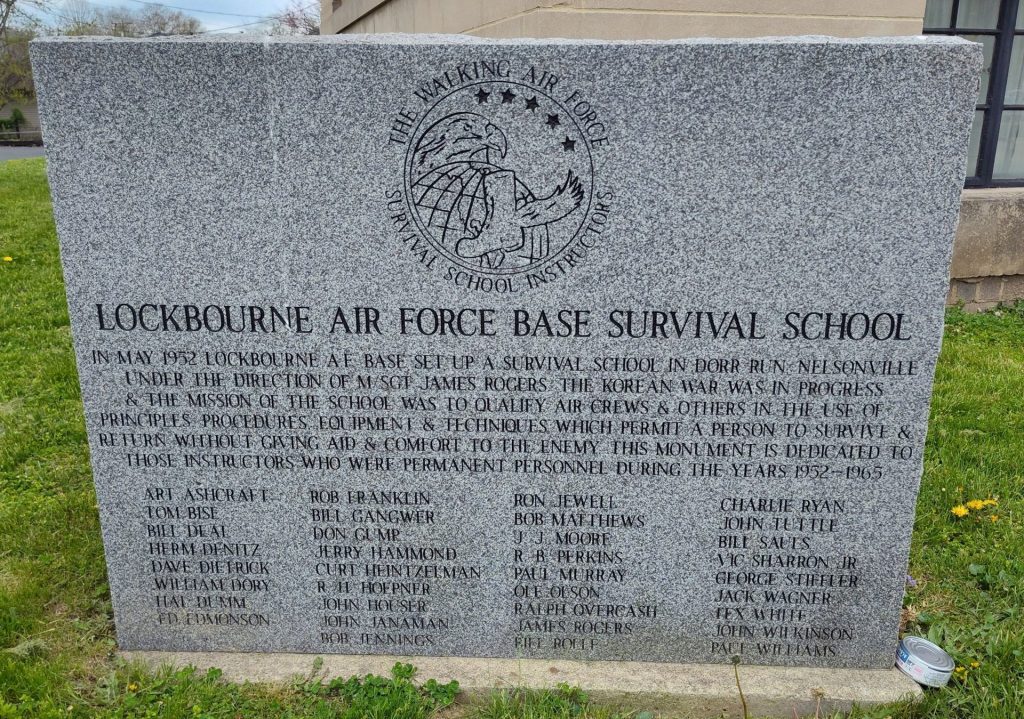 THE WALKING AIR FORCE
SURVIVAL SCHOOL INSTRUCTORS
LOCKBOURNE AIR FORCE BASE SURVIVAL SCHOOL
IN MAY 1952 LOCKBOURNE A F BASE SET UP A SURVIVAL SCHOOL IN DORR RUN, NELSONVILLE
UNDER THE DIRECTION OF M/SGT JAMES ROGERS. THE KOREAN WAR WAS IN PROGRESS
& THE MISSION OF THE SCHOOL WAS TO QUALIFY AIR CREWS & OTHERS IN THE USE OF
PRINCIPLES, PROCEDURES, EQUIPMENT & TECHNIQUES WHICH PERMIT A PERSON TO SURVIVE &
RETURN WITHOUT GIVING AID & COMFORT TO THE ENEMY. THIS MONUMENT IS DEDICATED TO
THOSE INSTRUCTORS WHO WERE PERMANENT PERSONNEL DURING THE YEARS 1952-1965
ART ASHCRAFT
TOM BISE
BILL DEAL
HERM DENITZ
DAVE DIETRICK
WILLIAM DORY
HAL DUMM
ED EDMONSON
ROB FRANKLIN
BILL GANGWER
DON GUMP
JERRY HAMMOND
CURT HEINTZELMAN
R. H. HOEPNER
JOHN HOUSER
JOHN JANAMAN
BOB JENNINGS
RON JEWELL
BOB MATTHEWS
J. J. MOORE
R. B. PERKINS
PAUL MURRAY
OLE OLSON
RALPH OVERCASH
JAMES ROGERS
ROLLF
CHARLIE RYAN
JOHN TUTTLE
BILL SAULS
VIC SHARRON, JR
GEORGE STIFFLER
JACK WAGNER
TEX WHITE
JOHN WILKINSON
PAUL WILLIAMS